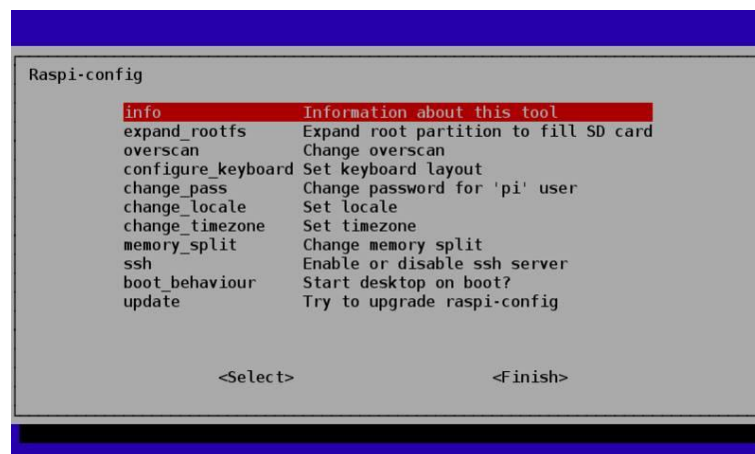 Raspi-config
info Information about this tool
expand_rootfs Expand root partition to fill SD card
overscan Change overscan
configure_keyboard Set keyboard layout
change_pass Change password for 'pi' user
change_locale Set locale
change_timezone Set timezone
memory_split Change memory split
ssh Enable or disable ssh server
boot_behaviour Start desktop on boot?
update Try to upgrade raspi-config
<Select> <Finish>